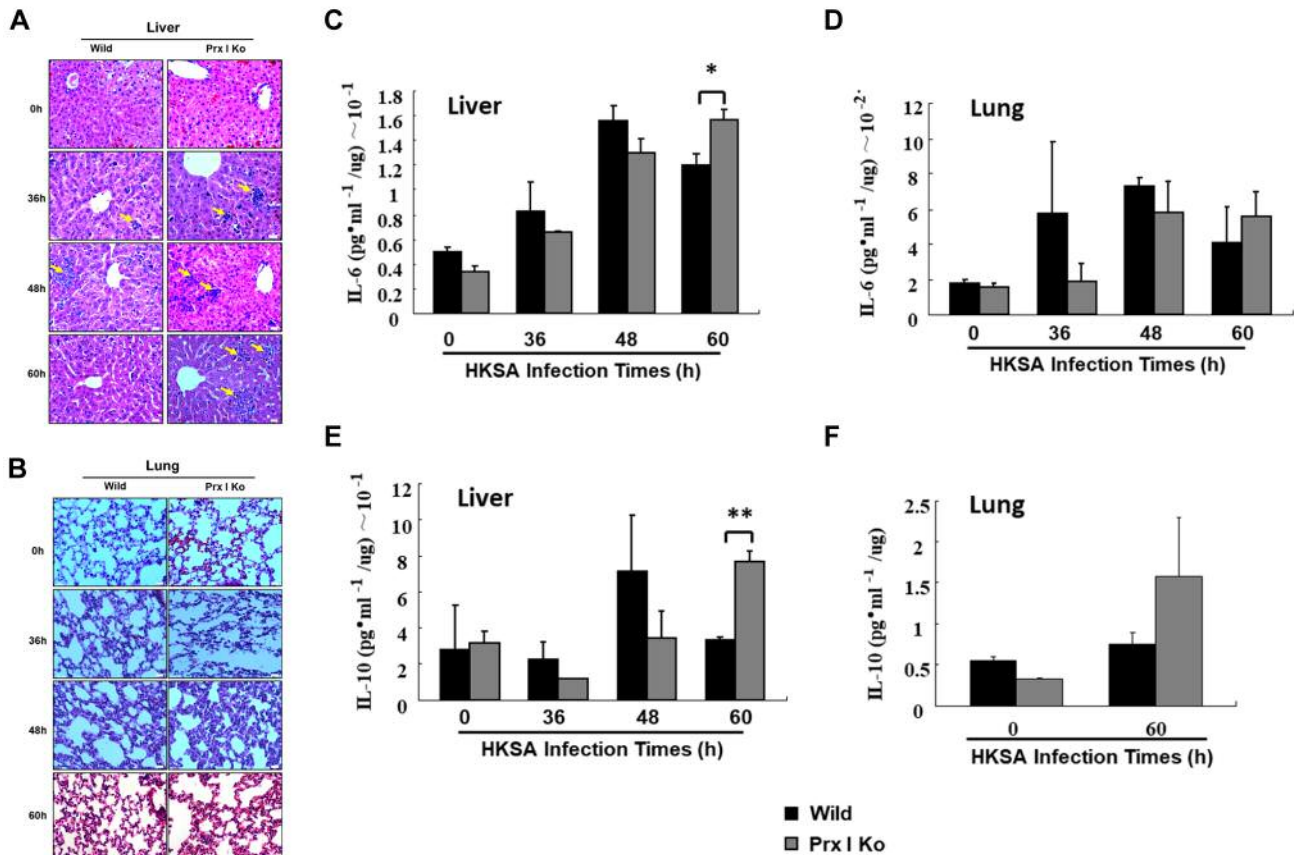 A
Liver
Wild Prx I Ko
0h
36h
48h
60h
B
Lung
Wild Prx I Ko
0h
36h
48h
60h
C
Liver
*
IL-6 (pg•ml -1 /ug) ~ 10-1
1.8
1.6
1.4
1.2
1
0.8
0.6
0.4
0.2
0
0 36 48 60
HKSA Infection Times (h)
D
Lung
IL-6 (pg•ml -1 /ug) ~ 10-2.
12
10
8
6
4
2
0
0 36 48 60
HKSA Infection Times (h)
E
Liver
**
IL-10 (pg•ml -1 /ug) ~ 10-1
12
10
8
6
4
2
0
0 36 48 60
HKSA Infection Times (h)
F
Lung
IL-10 (pg•ml -1 /ug)
2.5
2
1.5
1
0.5
0
0 60
HKSA Infection Times (h)
Wild
Prx I Ko